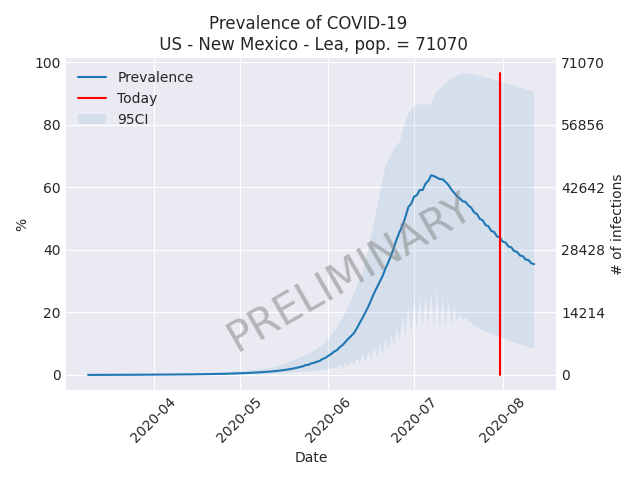 Prevalence of COVID-19
US - New Mexico - Lea, pop. = 71070
100
80
60
40
20
0
%
Prevalence
Today
95CI
PRELIMINARY
71070
56856
42642
28428
14214
0
# of infections
2020-04
2020-05
2020-06
2020-07
2020-08
Date